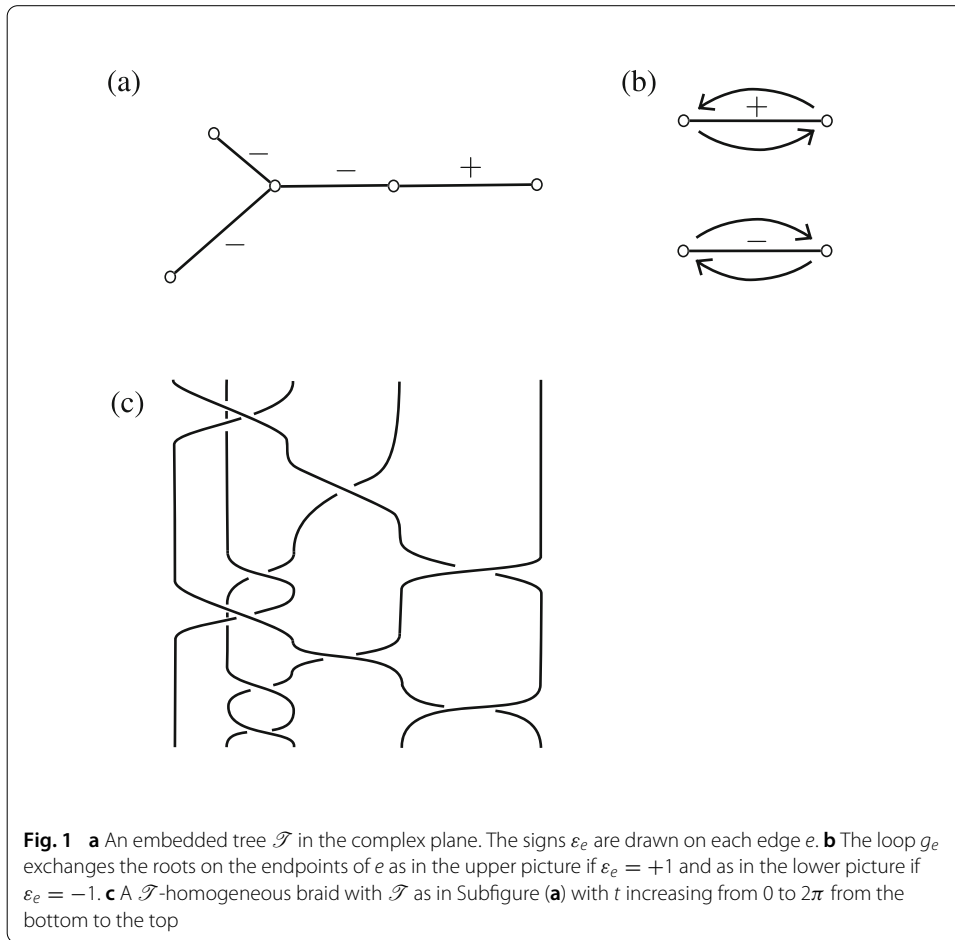 (a)
(b)
−
−
+
−
+
−
(c)
Fig. 1 a An embedded tree 𝒯 in the complex plane. The signs εₑ are drawn on each edge e. b The loop gₑ
exchanges the roots on the endpoints of e as in the upper picture if εₑ = +1 and as in the lower picture if
εₑ = −1. c A 𝒯-homogeneous braid with 𝒯 as in Subfigure (a) with t increasing from 0 to 2π from the
bottom to the top